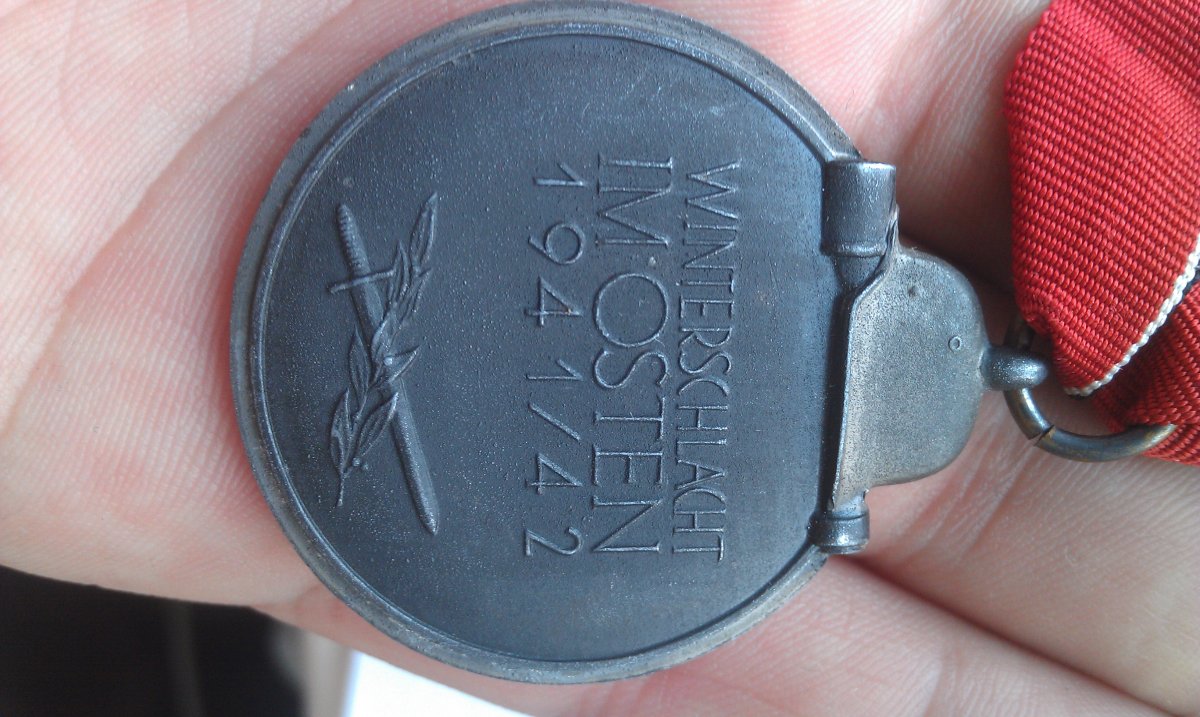 WINTERSCHLACHT
IM OSTEN
1941/42